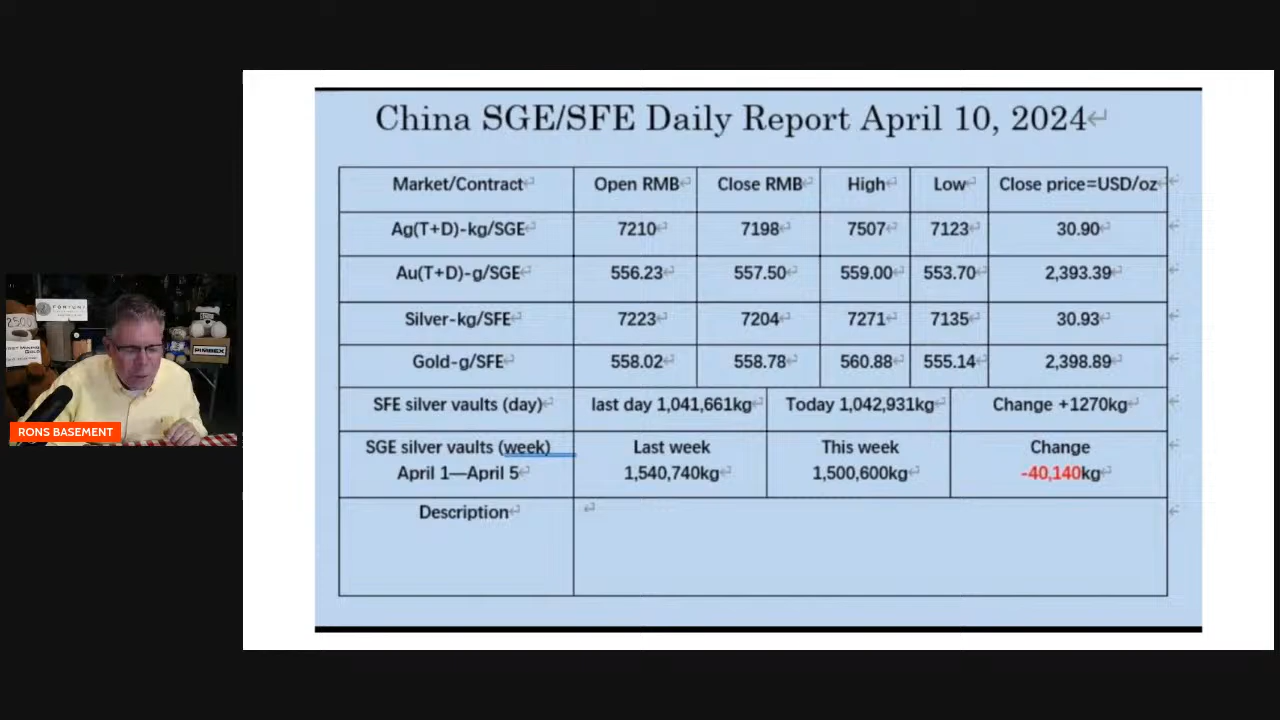 China SGE/SFE Daily Report April 10, 2024
Market/Contract Open RMB Close RMB High Low Close price=USD/oz
Ag(T+D)-kg/SGE 7210 7198 7507 7123 30.90
Au(T+D)-g/SGE 556.23 557.50 559.00 553.70 2,393.39
Silver-kg/SFE 7223 7204 7271 7135 30.93
Gold-g/SFE 558.02 558.78 560.88 555.14 2,398.89
SFE silver vaults (day) last day 1,041,661kg Today 1,042,931kg Change +1270kg
SGE silver vaults (week) Last week This week Change
April 1—April 5 1,540,740kg 1,500,600kg -40,140kg
Description
2500
PIMBEX
RONS BASEMENT